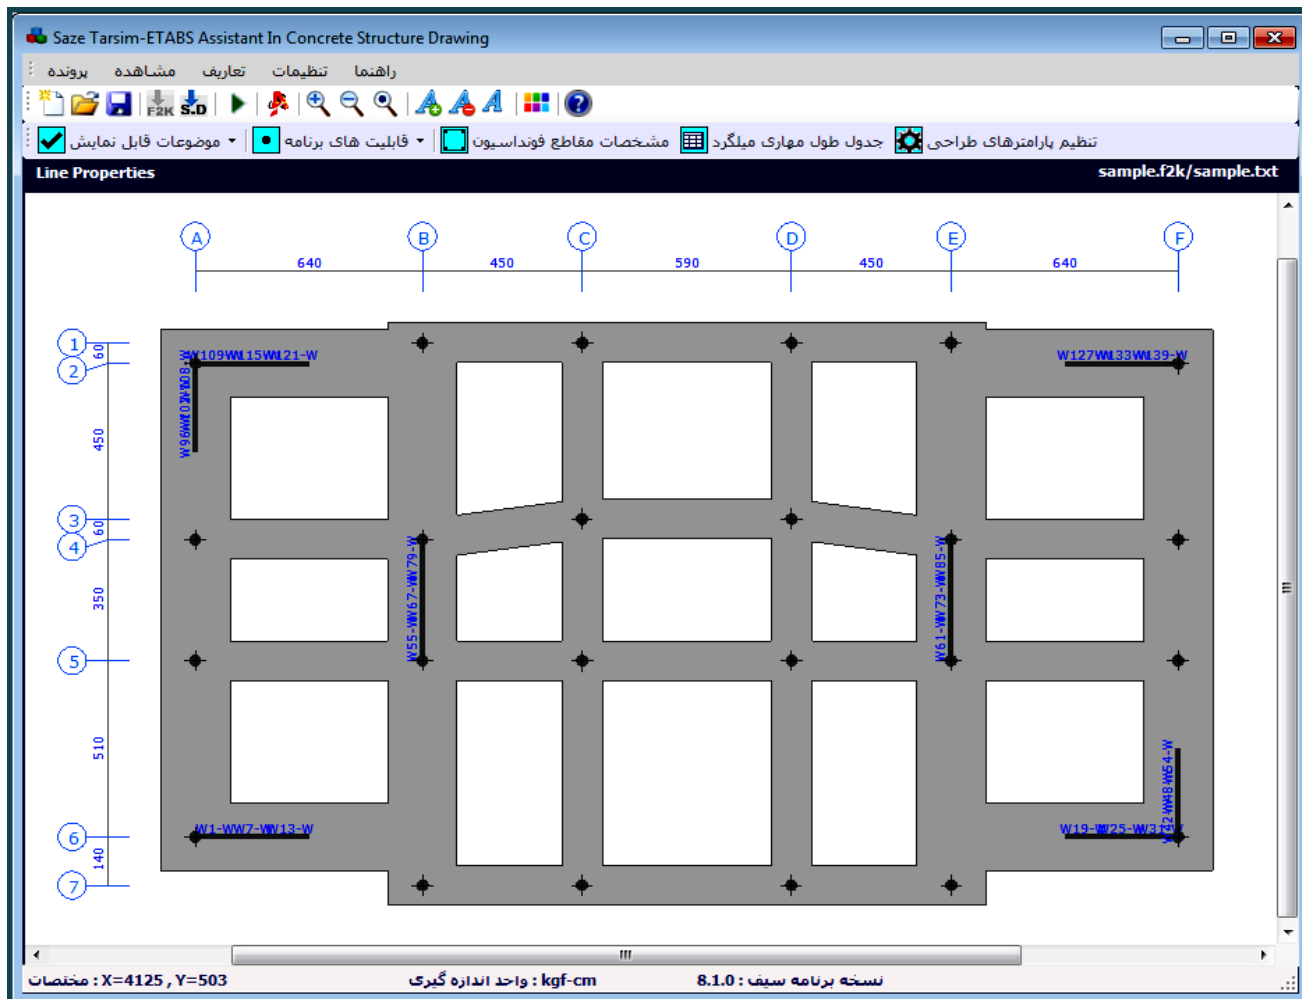 Saze Tarsim-ETABS Assistant In Concrete Structure Drawing
پرونده مشاهده تعاریف تنظیمات راهنما
F2K S.D
موضوعات قابل نمایش قابلیت های برنامه مشخصات مقاطع فونداسیون جدول طول مهاری میلگرد تنظیم پارامترهای طراحی
Line Properties sample.f2k/sample.txt
A B C D E F
640 450 590 450 640
1
60
2
450
3
60
4
350
5
510
6
140
7
W121-W
W139-W
W79-W
W67-W
W55-W
W85-W
W73-W
W61-W
W54-W
W1-W W7-W W13-W
W19-W W25-W
مختصات : X=4125 , Y=503 واحد اندازه گیری : kgf-cm نسخه برنامه سیف : 8.1.0